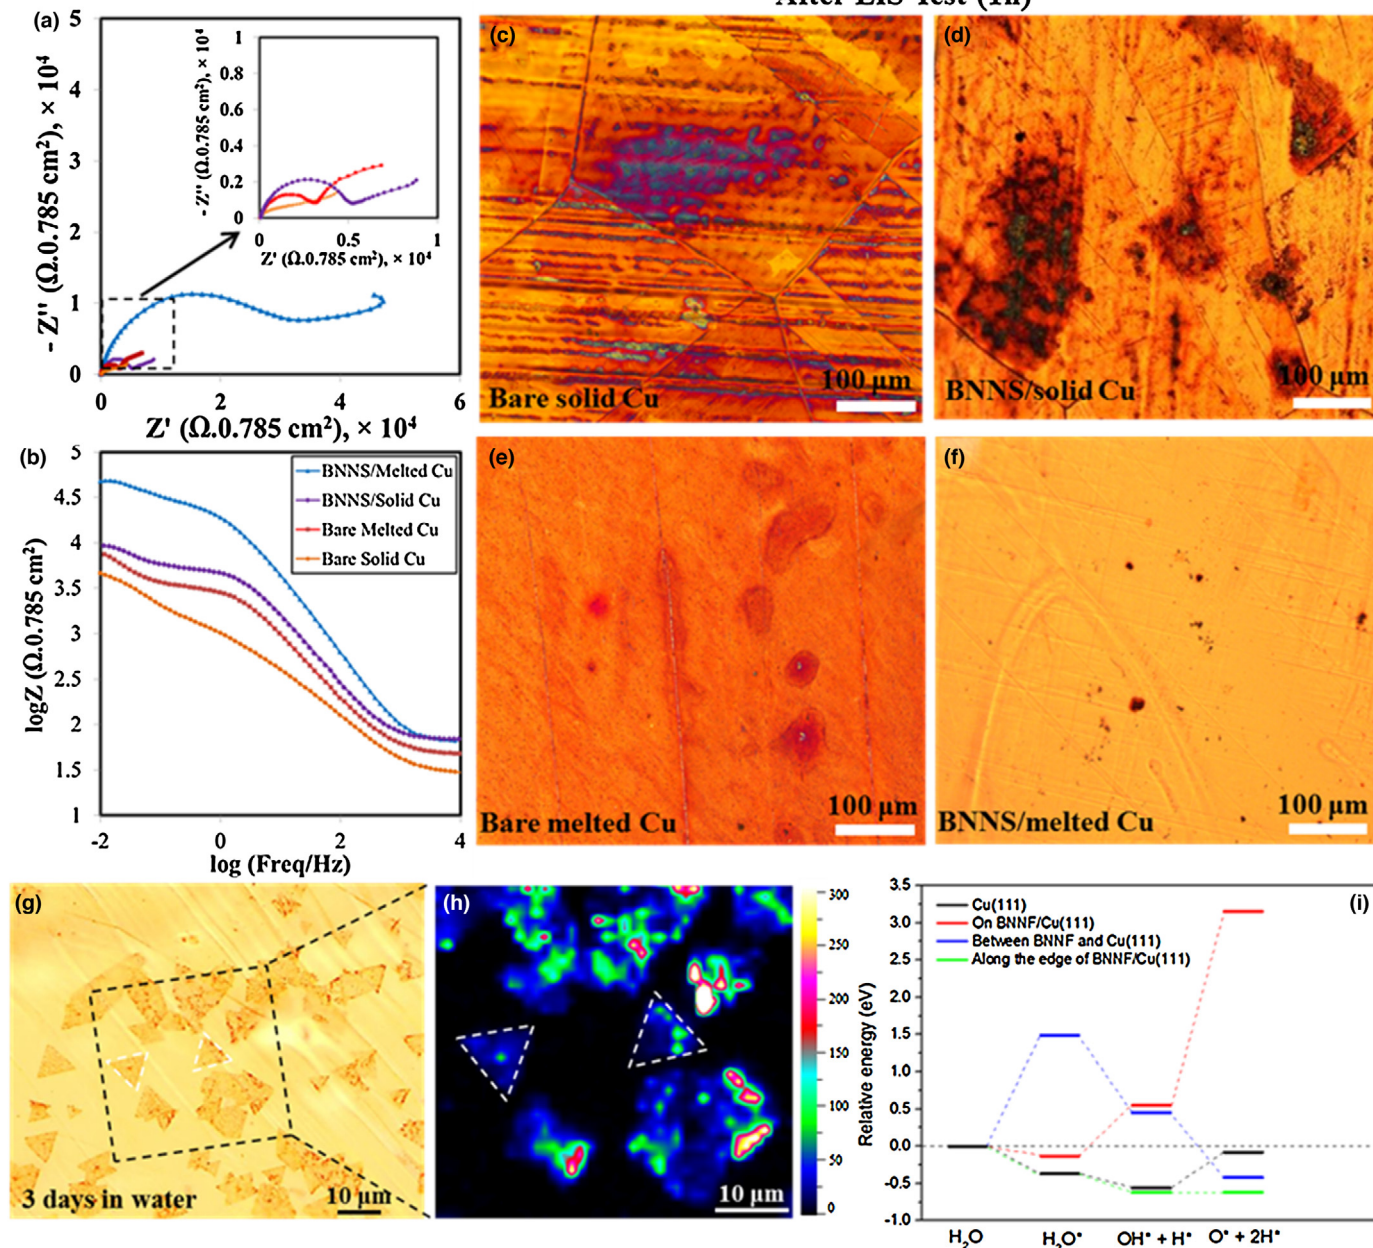 After EIS Test (1h)
(a)
- Z'' (Ω.0.785 cm²), × 10⁴
5
4
3
2
1
0
0
2
4
6
Z' (Ω.0.785 cm²), × 10⁴
- Z'' (Ω.0.785 cm²), × 10⁴
1
0.8
0.6
0.4
0.2
0
0
0.5
1
Z' (Ω.0.785 cm²), × 10⁴
(b)
logZ (Ω.0.785 cm²)
5
4.5
4
3.5
3
2.5
2
1.5
1
-2
0
2
4
log (Freq/Hz)
BNNS/Melted Cu
BNNS/Solid Cu
Bare Melted Cu
Bare Solid Cu
(c)
Bare solid Cu
100 µm
(d)
BNNS/solid Cu
100 µm
(e)
Bare melted Cu
100 µm
(f)
BNNS/melted Cu
100 µm
(g)
3 days in water
10 µm
(h)
10 µm
300
250
200
150
100
50
0
(i)
Relative energy (eV)
3.5
3.0
2.5
2.0
1.5
1.0
0.5
0.0
-0.5
-1.0
Cu(111)
On BNNF/Cu(111)
Between BNNF and Cu(111)
Along the edge of BNNF/Cu(111)
H₂O
H₂O*
OH* + H*
O* + 2H*